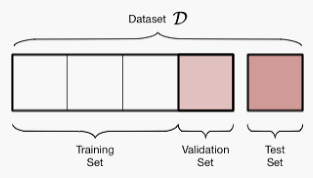 Dataset 𝒟
Training
Set
Validation
Set
Test
Set